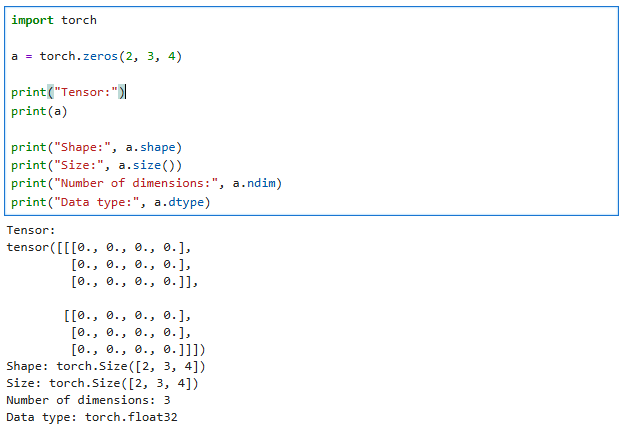 import torch

a = torch.zeros(2, 3, 4)

print("Tensor:")
print(a)

print("Shape:", a.shape)
print("Size:", a.size())
print("Number of dimensions:", a.ndim)
print("Data type:", a.dtype)
Tensor:
tensor([[[0., 0., 0., 0.],
         [0., 0., 0., 0.],
         [0., 0., 0., 0.]],

        [[0., 0., 0., 0.],
         [0., 0., 0., 0.],
         [0., 0., 0., 0.]]])
Shape: torch.Size([2, 3, 4])
Size: torch.Size([2, 3, 4])
Number of dimensions: 3
Data type: torch.float32